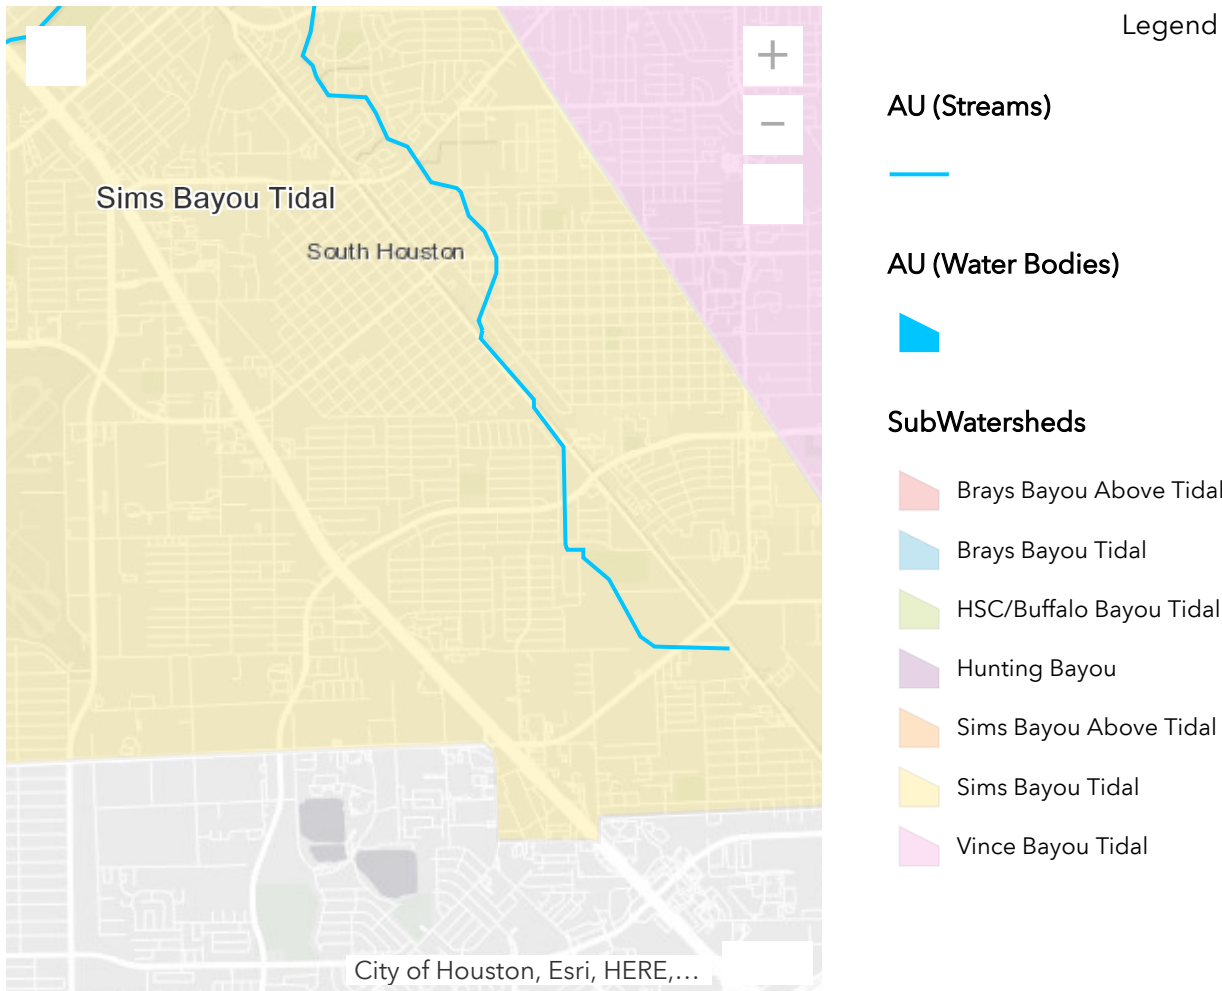 Legend
AU (Streams)
Sims Bayou Tidal
South Houston
AU (Water Bodies)
SubWatersheds
Brays Bayou Above Tidal
Brays Bayou Tidal
HSC/Buffalo Bayou Tidal
Hunting Bayou
Sims Bayou Above Tidal
Sims Bayou Tidal
Vince Bayou Tidal
City of Houston, Esri, HERE,…